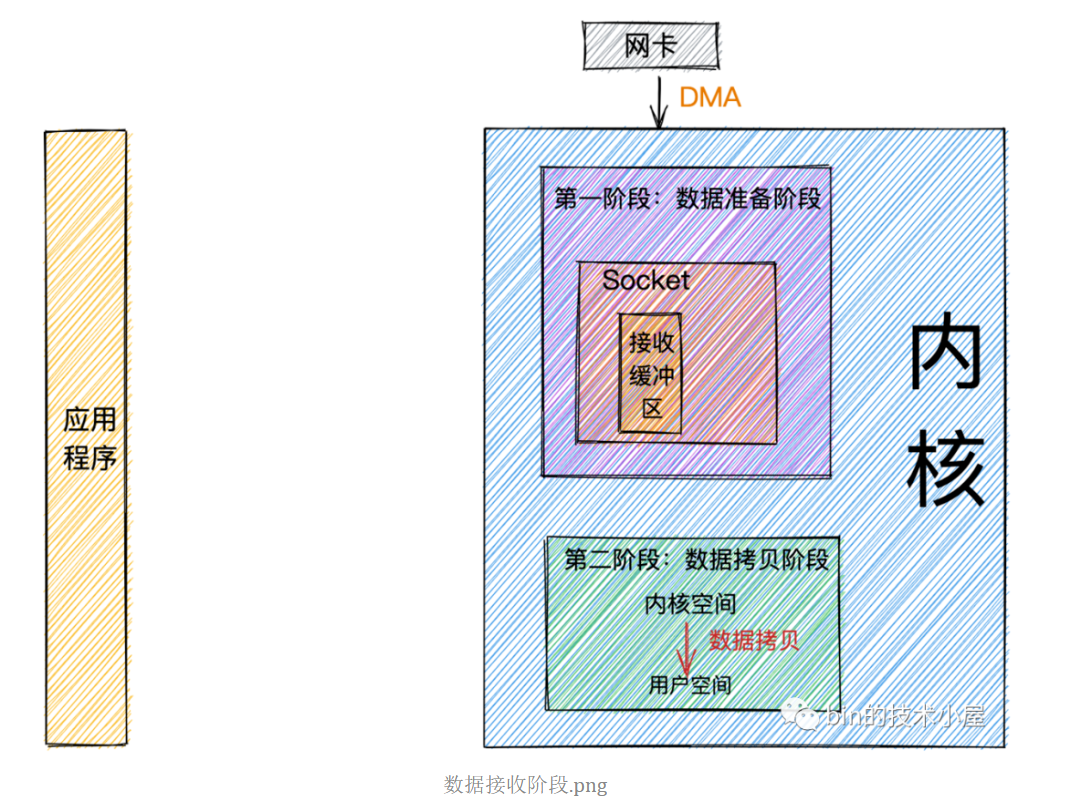 网卡
DMA
第一阶段：数据准备阶段
Socket
接收
缓冲
区
内
核
应用
程序
第二阶段：数据拷贝阶段
内核空间
数据拷贝
用户空间
bin的技术小屋
数据接收阶段.png